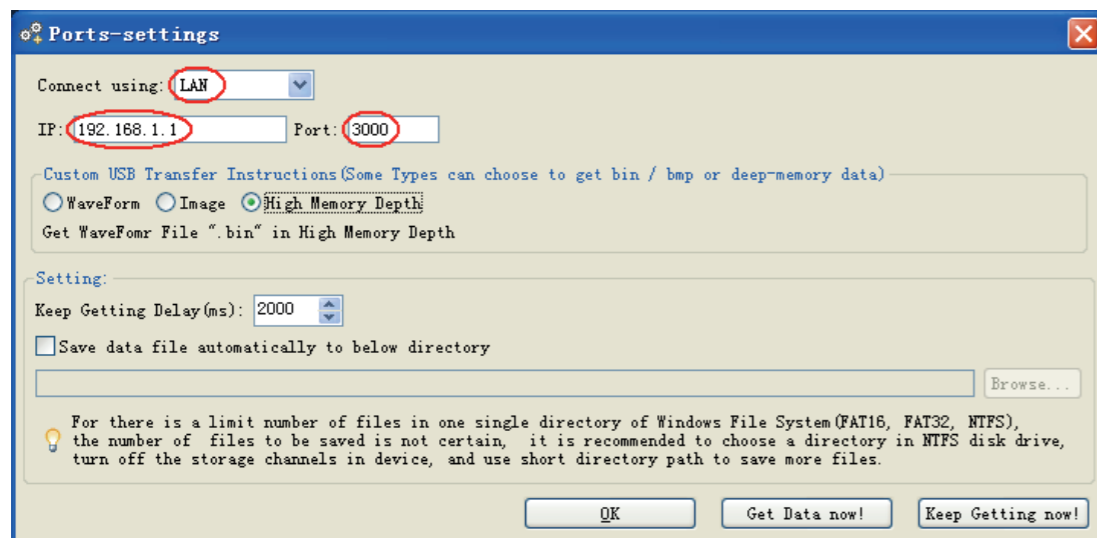 Ports-settings
Connect using: LAN
IP: 192.168.1.1 Port: 3000
Custom USB Transfer Instructions(Some Types can choose to get bin / bmp or deep-memory data)
WaveForm Image High Memory Depth
Get WaveFomr File ".bin" in High Memory Depth
Setting:
Keep Getting Delay(ms): 2000
Save data file automatically to below directory
Browse...
For there is a limit number of files in one single directory of Windows File System(FAT16, FAT32, NTFS),
the number of files to be saved is not certain, it is recommended to choose a directory in NTFS disk drive,
turn off the storage channels in device, and use short directory path to save more files.
OK Get Data now! Keep Getting now!